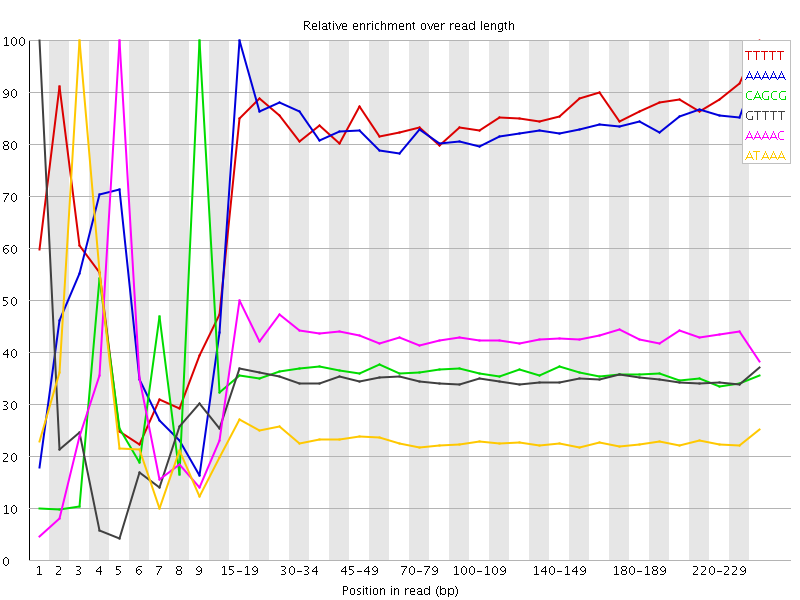 Relative enrichment over read length
100
90
80
70
60
50
40
30
20
10
0
TTTTT
AAAAA
CAGCG
GTTTT
AAAAC
ATAAA
1 2 3 4 5 6 7 8 9 15-19 30-34 45-49 70-79 100-109 140-149 180-189 220-229
Position in read (bp)